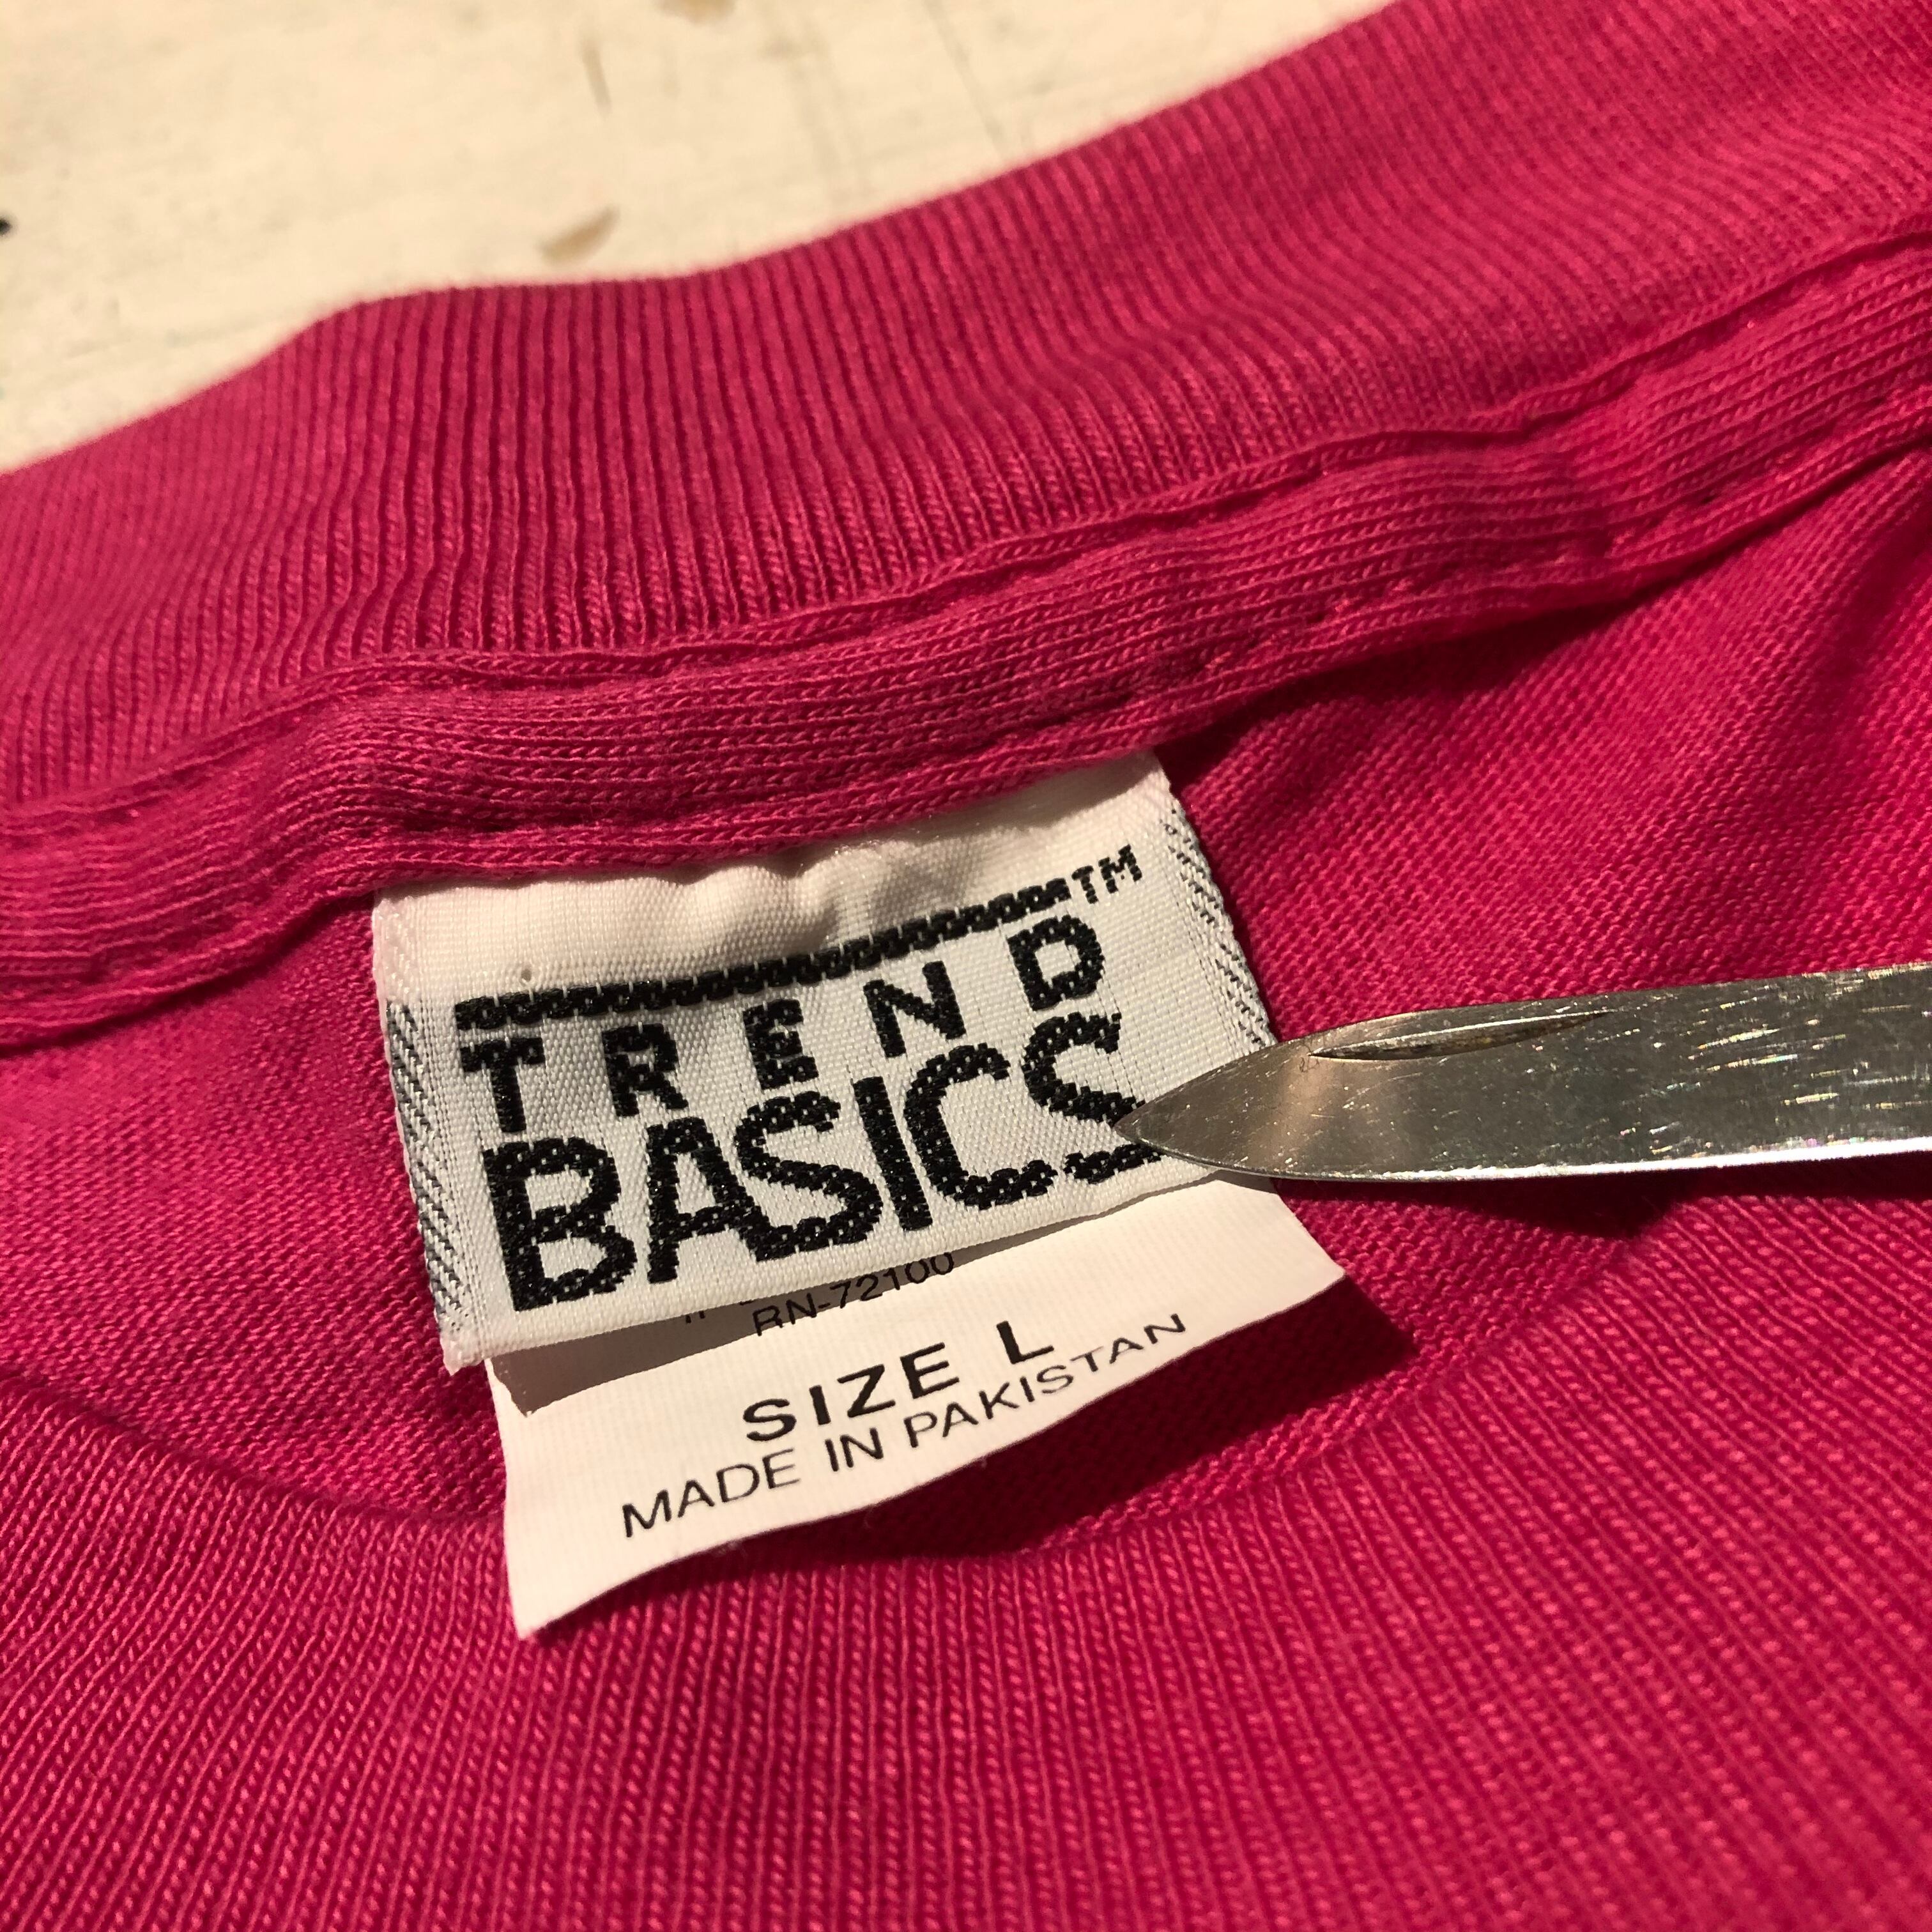 TM
TREND
BASICS
RN-72100
SIZE L
MADE IN PAKISTAN